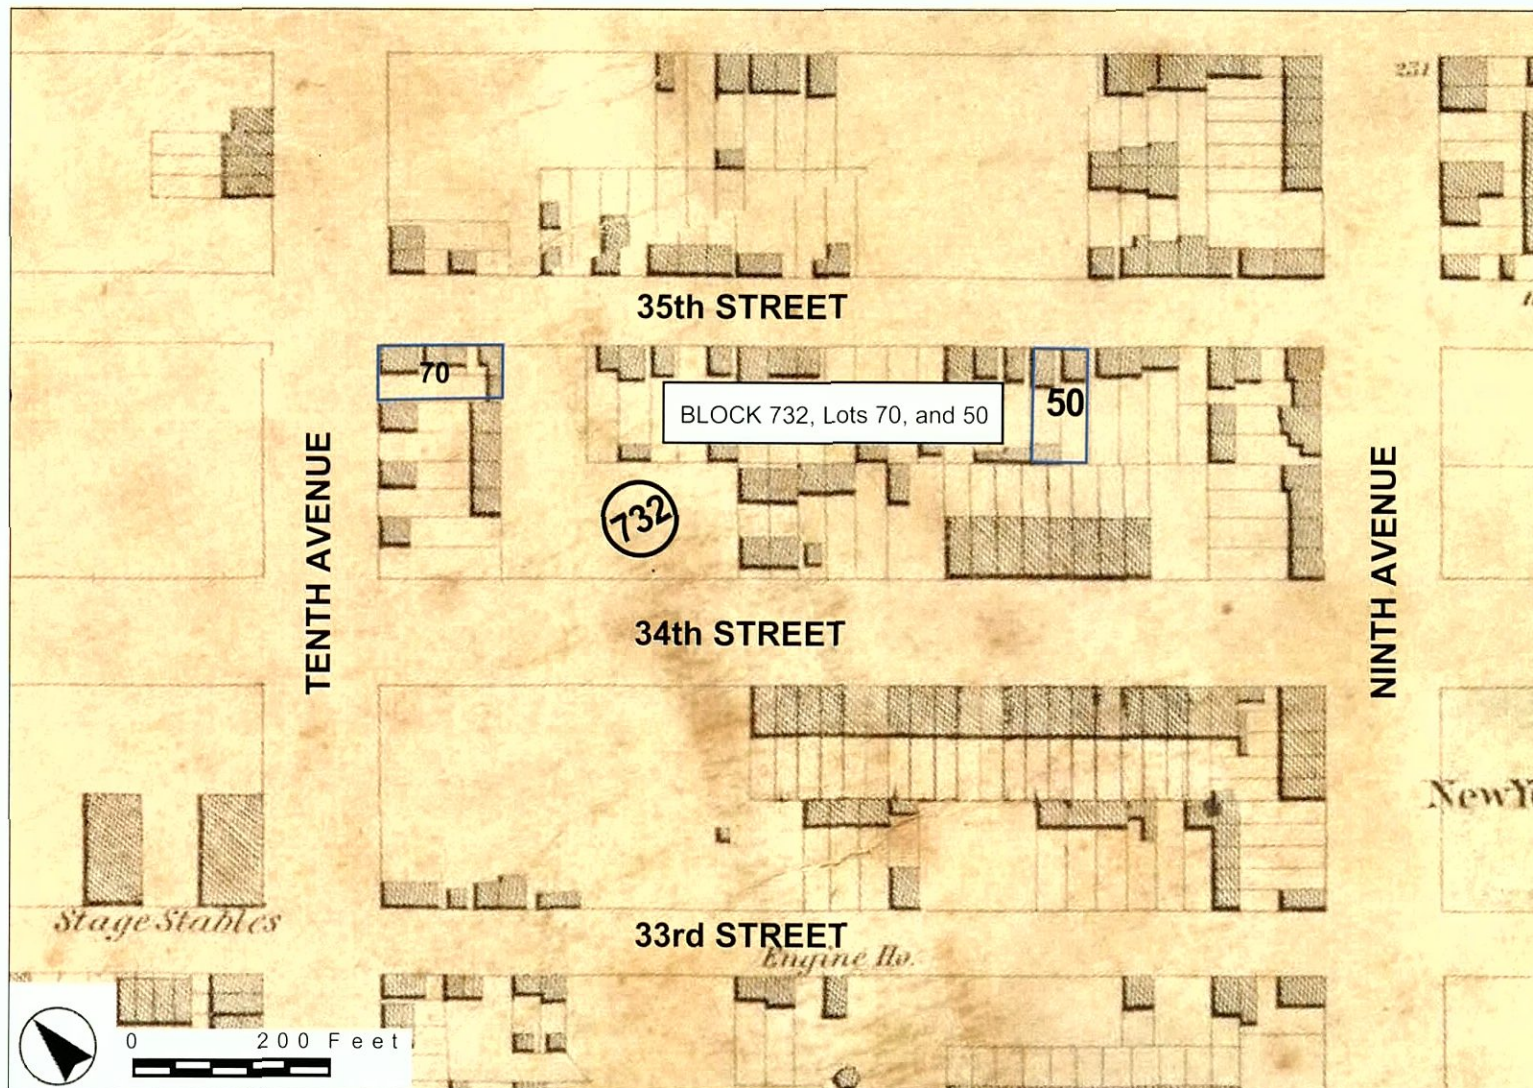 231
35th STREET
70
BLOCK 732, Lots 70, and 50
50
TENTH AVENUE
732
NINTH AVENUE
34th STREET
Stage Stables
33rd STREET
Engine Ho.
0 200 Feet